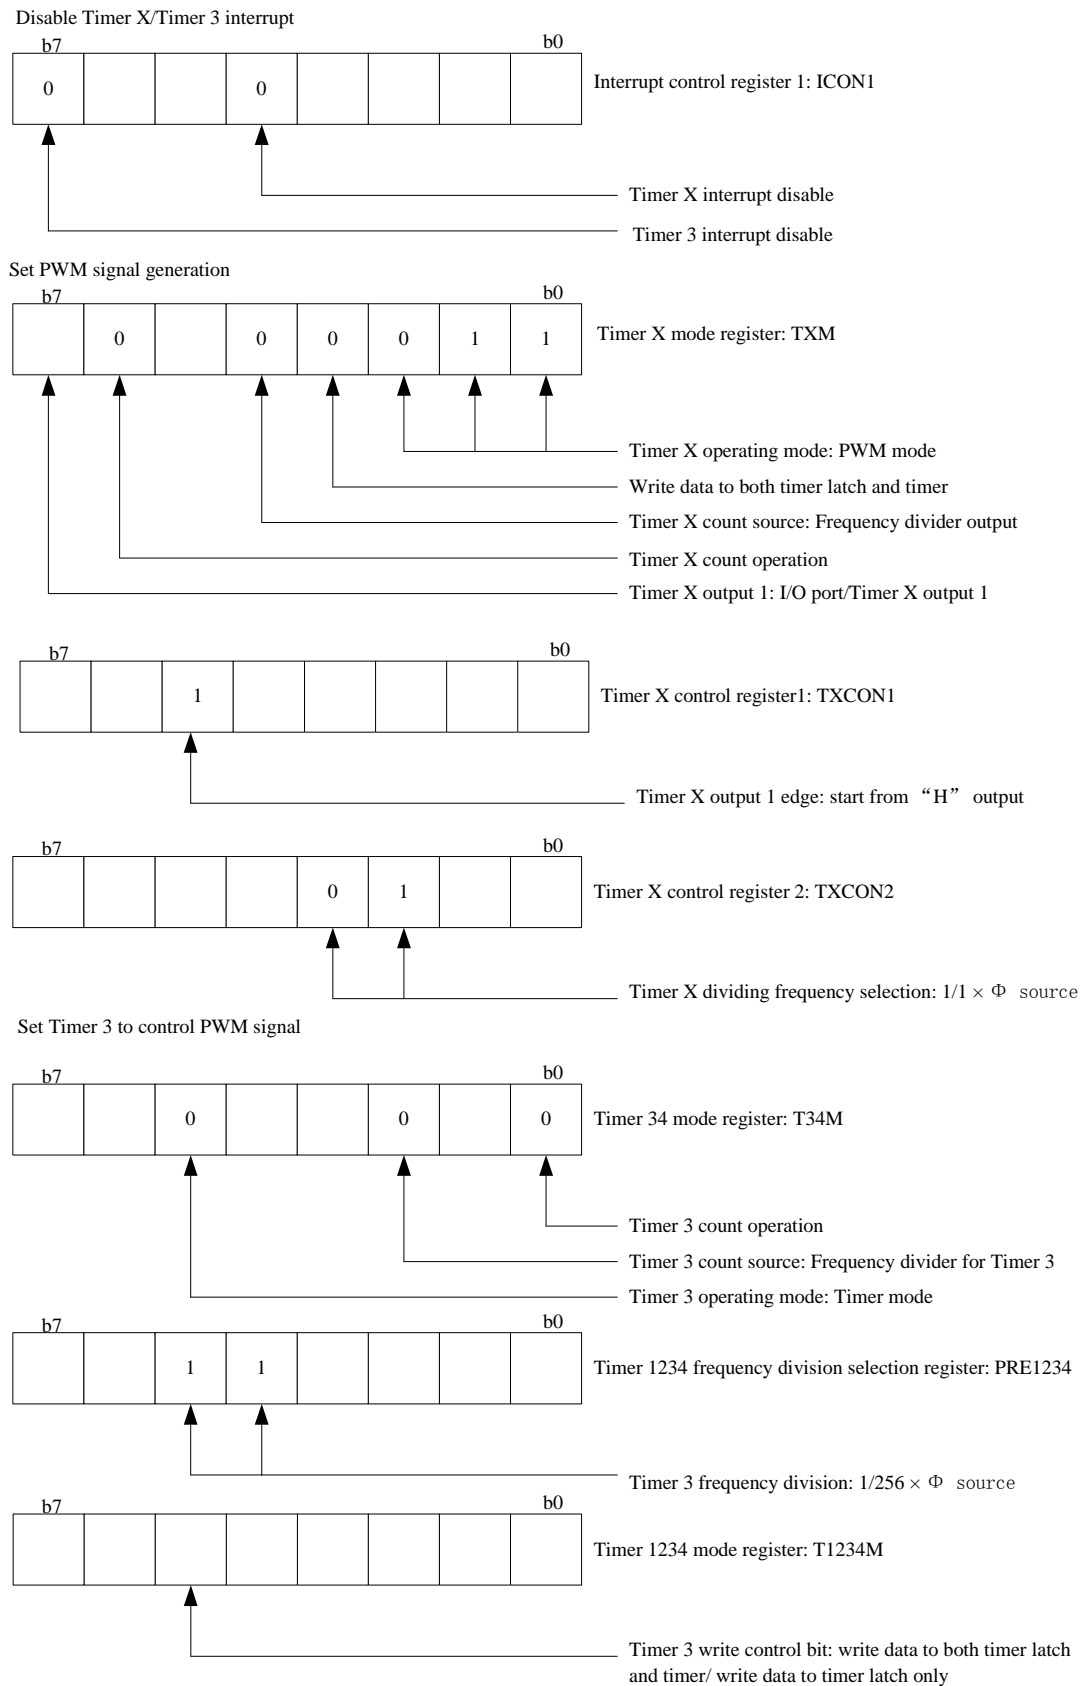 Disable Timer X/Timer 3 interrupt
b7 b0
0 0 Interrupt control register 1: ICON1
Timer X interrupt disable
Timer 3 interrupt disable
Set PWM signal generation
b7 b0
0 0 0 0 1 1 Timer X mode register: TXM
Timer X operating mode: PWM mode
Write data to both timer latch and timer
Timer X count source: Frequency divider output
Timer X count operation
Timer X output 1: I/O port/Timer X output 1
b7 b0
1 Timer X control register1: TXCON1
Timer X output 1 edge: start from “H” output
b7 b0
0 1 Timer X control register 2: TXCON2
Timer X dividing frequency selection: 1/1 × Φ source
Set Timer 3 to control PWM signal
b7 b0
0 0 0 Timer 34 mode register: T34M
Timer 3 count operation
Timer 3 count source: Frequency divider for Timer 3
Timer 3 operating mode: Timer mode
b7 b0
1 1 Timer 1234 frequency division selection register: PRE1234
Timer 3 frequency division: 1/256 × Φ source
b7 b0
Timer 1234 mode register: T1234M
Timer 3 write control bit: write data to both timer latch
and timer/ write data to timer latch only